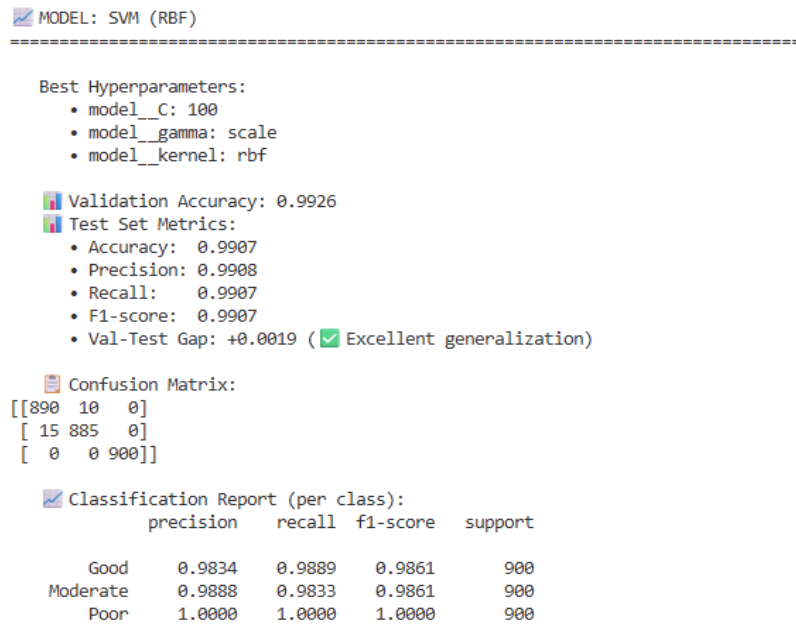 📈 MODEL: SVM (RBF)
================================================================================
Best Hyperparameters:
• model__C: 100
• model__gamma: scale
• model__kernel: rbf
📊 Validation Accuracy: 0.9926
📊 Test Set Metrics:
• Accuracy:  0.9907
• Precision: 0.9908
• Recall:    0.9907
• F1-score:  0.9907
• Val-Test Gap: +0.0019 (✅ Excellent generalization)
📋 Confusion Matrix:
[[890  10   0]
[ 15 885   0]
[  0   0 900]]
📈 Classification Report (per class):
precision    recall  f1-score   support
Good     0.9834    0.9889    0.9861       900
Moderate     0.9888    0.9833    0.9861       900
Poor     1.0000    1.0000    1.0000       900